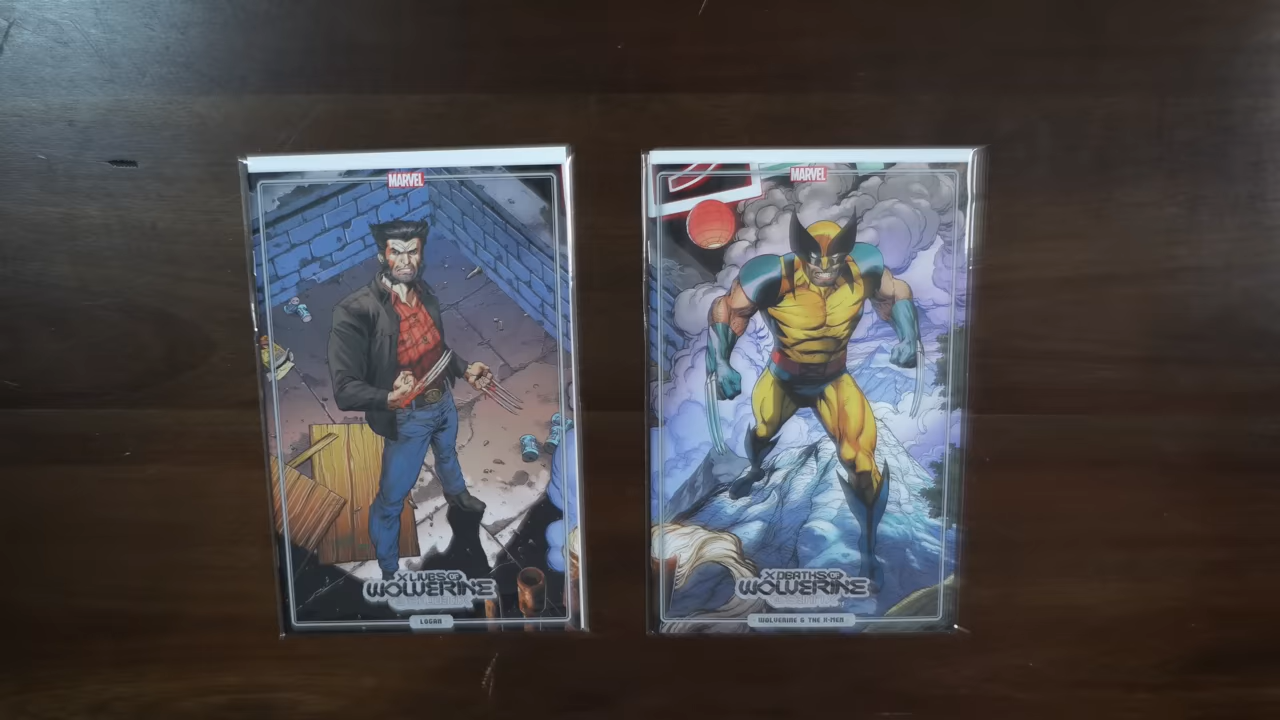 MARVEL
X LIVES OF
WOLVERINE
LOGAN
MARVEL
X DEATHS OF
WOLVERINE
WOLVERINE & THE X-MEN